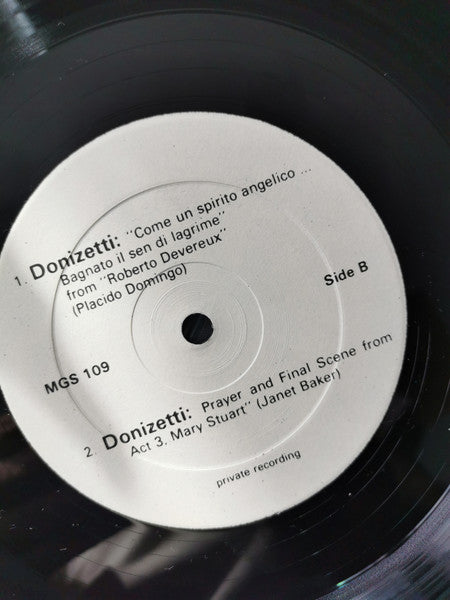 1. Donizetti: "Come un spirito angelico ...
Bagnato il sen di lagrime"
from "Roberto Devereux"
(Placido Domingo)
Side B
MGS 109
2. Donizetti: Prayer and Final Scene from
Act 3. Mary Stuart" (Janet Baker)
private recording